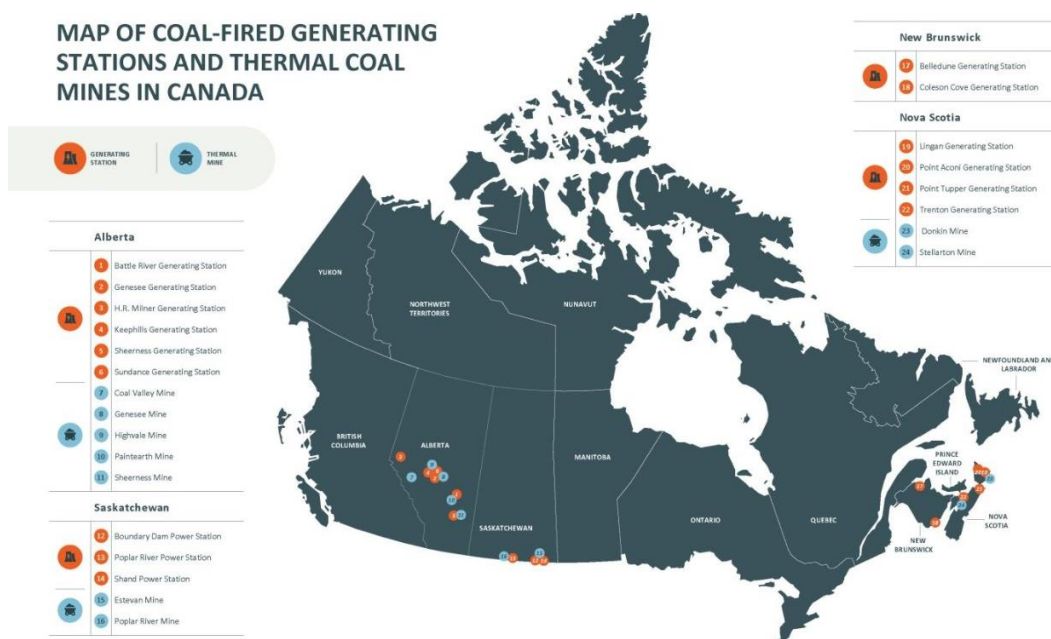 MAP OF COAL-FIRED GENERATING
STATIONS AND THERMAL COAL
MINES IN CANADA
GENERATING
STATION
THERMAL
MINE
Alberta
1 Battle River Generating Station
2 Genesee Generating Station
3 H.R. Milner Generating Station
4 Keephills Generating Station
5 Sheerness Generating Station
6 Sundance Generating Station
7 Coal Valley Mine
8 Genesee Mine
9 Highvale Mine
10 Paintearth Mine
11 Sheerness Mine
Saskatchewan
12 Boundary Dam Power Station
13 Poplar River Power Station
14 Shand Power Station
15 Estevan Mine
16 Poplar River Mine
New Brunswick
17 Belledune Generating Station
18 Coleson Cove Generating Station
Nova Scotia
19 Lingan Generating Station
20 Point Aconi Generating Station
21 Point Tupper Generating Station
22 Trenton Generating Station
23 Donkin Mine
24 Stellarton Mine
YUKON
NORTHWEST
TERRITORIES
NUNAVUT
BRITISH
COLUMBIA
ALBERTA
SASKATCHEWAN
MANITOBA
ONTARIO
QUEBEC
NEWFOUNDLAND AND
LABRADOR
PRINCE
EDWARD
ISLAND
NOVA
SCOTIA
NEW
BRUNSWICK